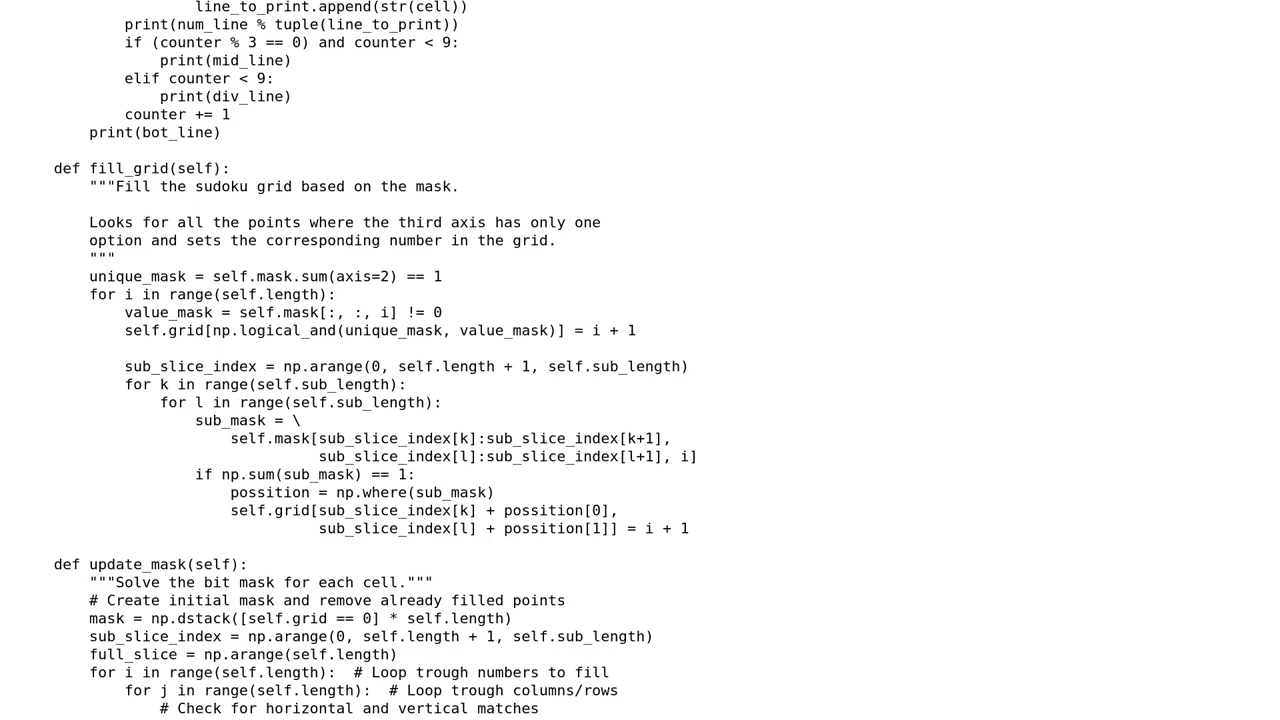 line_to_print.append(str(cell))
        print(num_line % tuple(line_to_print))
        if (counter % 3 == 0) and counter < 9:
            print(mid_line)
        elif counter < 9:
            print(div_line)
        counter += 1
    print(bot_line)

def fill_grid(self):
    """Fill the sudoku grid based on the mask.

    Looks for all the points where the third axis has only one
    option and sets the corresponding number in the grid.
    """
    unique_mask = self.mask.sum(axis=2) == 1
    for i in range(self.length):
        value_mask = self.mask[:, :, i] != 0
        self.grid[np.logical_and(unique_mask, value_mask)] = i + 1

        sub_slice_index = np.arange(0, self.length + 1, self.sub_length)
        for k in range(self.sub_length):
            for l in range(self.sub_length):
                sub_mask = \
                    self.mask[sub_slice_index[k]:sub_slice_index[k+1],
                              sub_slice_index[l]:sub_slice_index[l+1], i]
                if np.sum(sub_mask) == 1:
                    possition = np.where(sub_mask)
                    self.grid[sub_slice_index[k] + possition[0],
                              sub_slice_index[l] + possition[1]] = i + 1

def update_mask(self):
    """Solve the bit mask for each cell."""
    # Create initial mask and remove already filled points
    mask = np.dstack([self.grid == 0] * self.length)
    sub_slice_index = np.arange(0, self.length + 1, self.sub_length)
    full_slice = np.arange(self.length)
    for i in range(self.length):  # Loop trough numbers to fill
        for j in range(self.length):  # Loop trough columns/rows
            # Check for horizontal and vertical matches